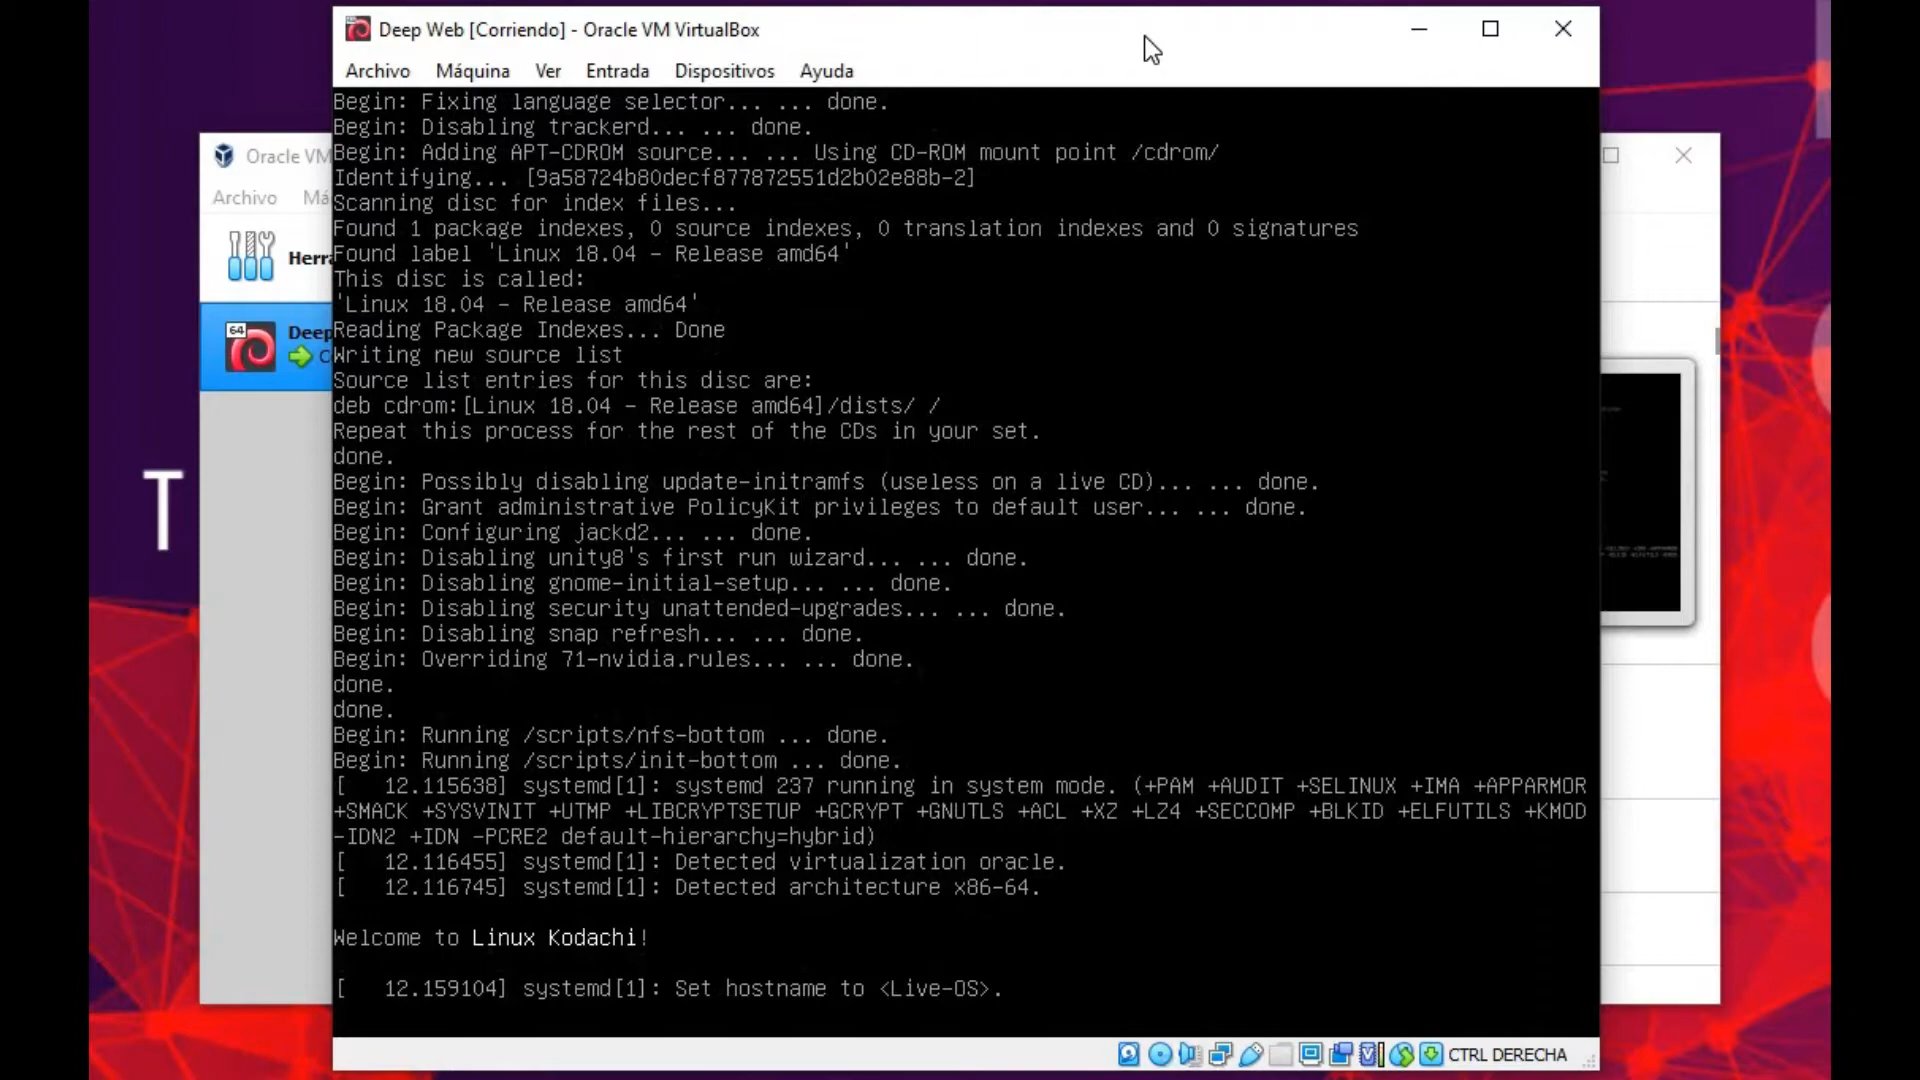 Deep Web [Corriendo] - Oracle VM VirtualBox
Archivo Máquina Ver Entrada Dispositivos Ayuda
Begin: Fixing language selector... ... done.
Begin: Disabling trackerd... ... done.
Begin: Adding APT-CDROM source... ... Using CD-ROM mount point /cdrom/
Identifying... [9a58724b80decf877872551d2b02e88b-2]
Scanning disc for index files...
Found 1 package indexes, 0 source indexes, 0 translation indexes and 0 signatures
Found label 'Linux 18.04 - Release amd64'
This disc is called:
'Linux 18.04 - Release amd64'
Reading Package Indexes... Done
Writing new source list
Source list entries for this disc are:
deb cdrom:[Linux 18.04 - Release amd64]/dists/ /
Repeat this process for the rest of the CDs in your set.
done.
Begin: Possibly disabling update-initramfs (useless on a live CD)... ... done.
Begin: Grant administrative PolicyKit privileges to default user... ... done.
Begin: Configuring jackd2... ... done.
Begin: Disabling unity8's first run wizard... ... done.
Begin: Disabling gnome-initial-setup... ... done.
Begin: Disabling security unattended-upgrades... ... done.
Begin: Disabling snap refresh... ... done.
Begin: Overriding 71-nvidia.rules... ... done.
done.
done.
Begin: Running /scripts/nfs-bottom ... done.
Begin: Running /scripts/init-bottom ... done.
[   12.115638] systemd[1]: systemd 237 running in system mode. (+PAM +AUDIT +SELINUX +IMA +APPARMOR
+SMACK +SYSVINIT +UTMP +LIBCRYPTSETUP +GCRYPT +GNUTLS +ACL +XZ +LZ4 +SECCOMP +BLKID +ELFUTILS +KMOD
-IDN2 +IDN -PCRE2 default-hierarchy=hybrid)
[   12.116455] systemd[1]: Detected virtualization oracle.
[   12.116745] systemd[1]: Detected architecture x86-64.
Welcome to Linux Kodachi!
[   12.159104] systemd[1]: Set hostname to <Live-OS>.
CTRL DERECHA
Oracle VM
Archivo Má
Herra
64 Deep
C
T